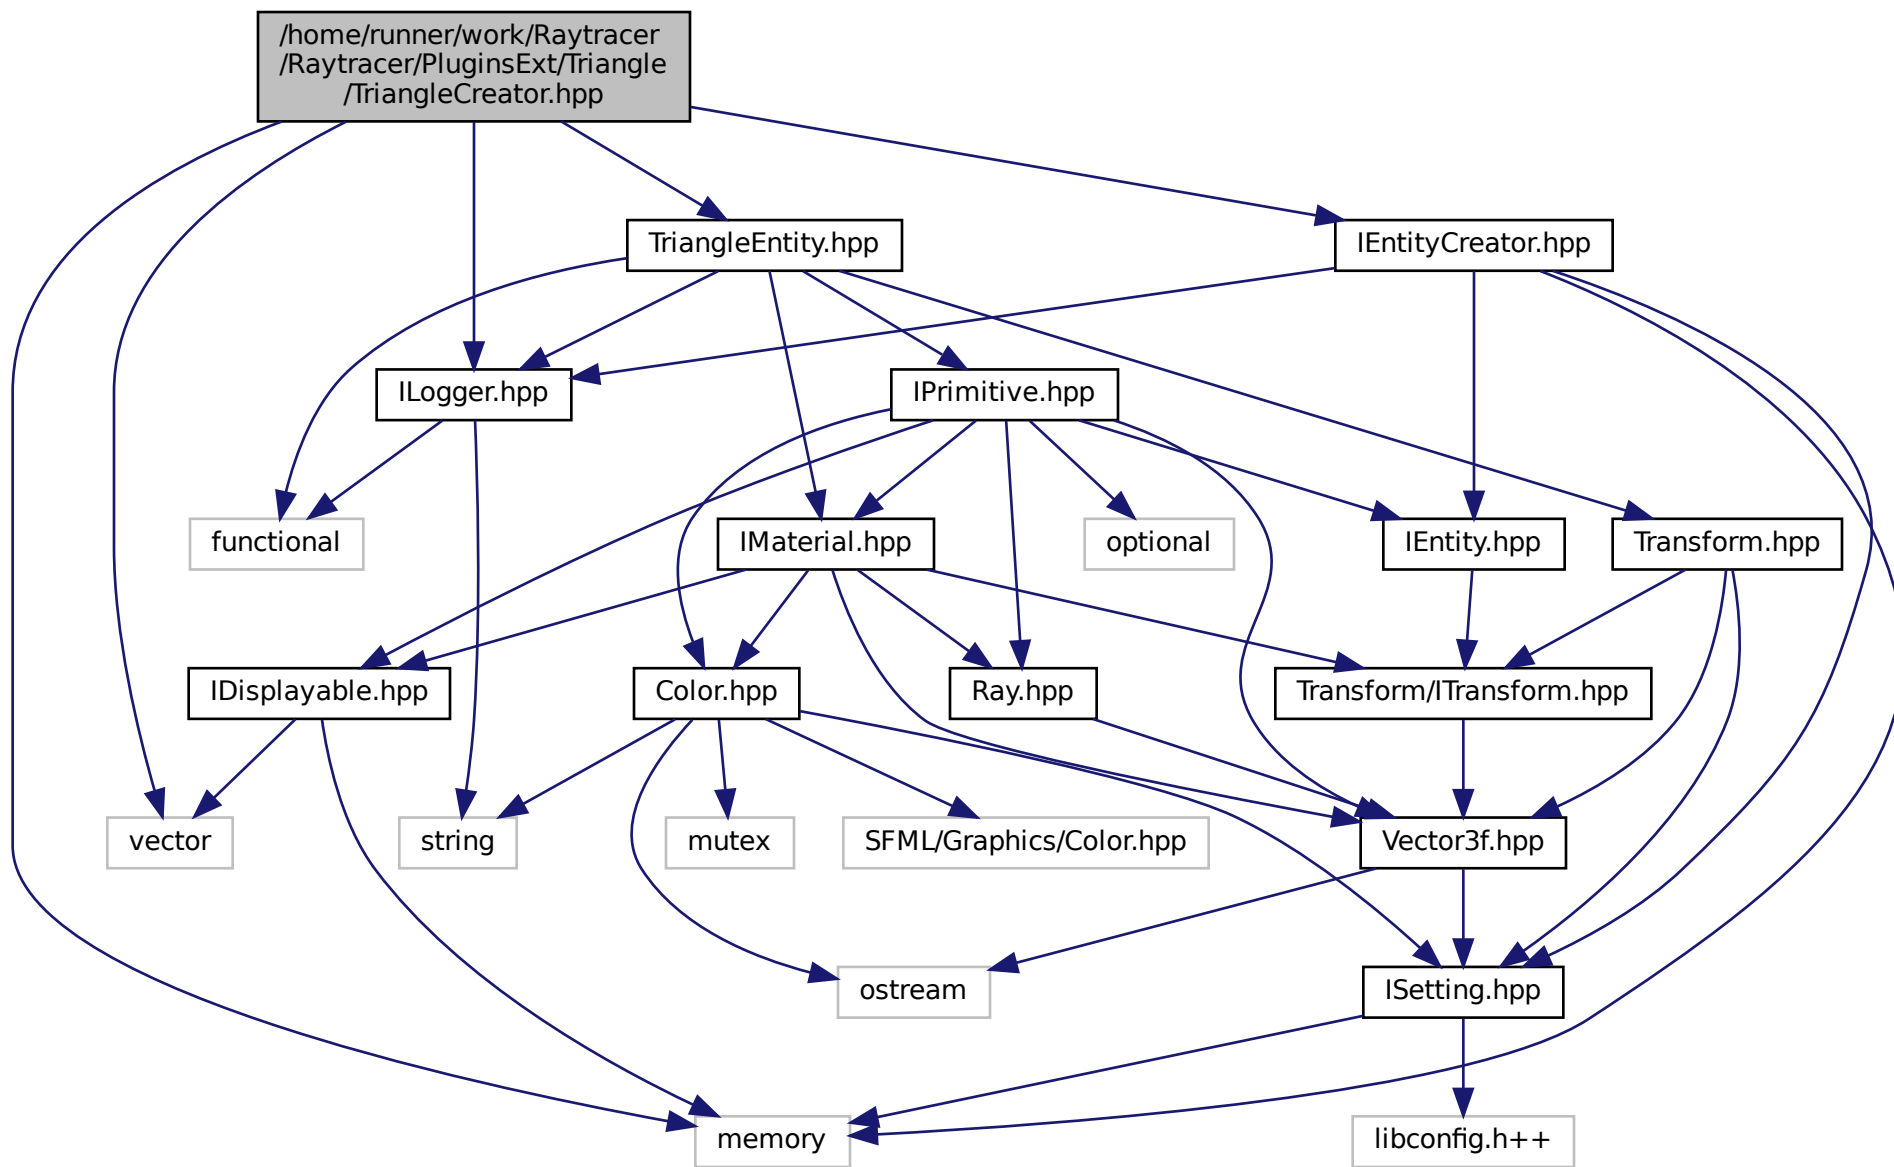 /home/runner/work/Raytracer
/Raytracer/PluginsExt/Triangle
/TriangleCreator.hpp
TriangleEntity.hpp
IEntityCreator.hpp
ILogger.hpp
IPrimitive.hpp
functional
IMaterial.hpp
optional
IEntity.hpp
Transform.hpp
IDisplayable.hpp
Color.hpp
Ray.hpp
Transform/ITransform.hpp
vector
string
mutex
SFML/Graphics/Color.hpp
Vector3f.hpp
ostream
ISetting.hpp
memory
libconfig.h++